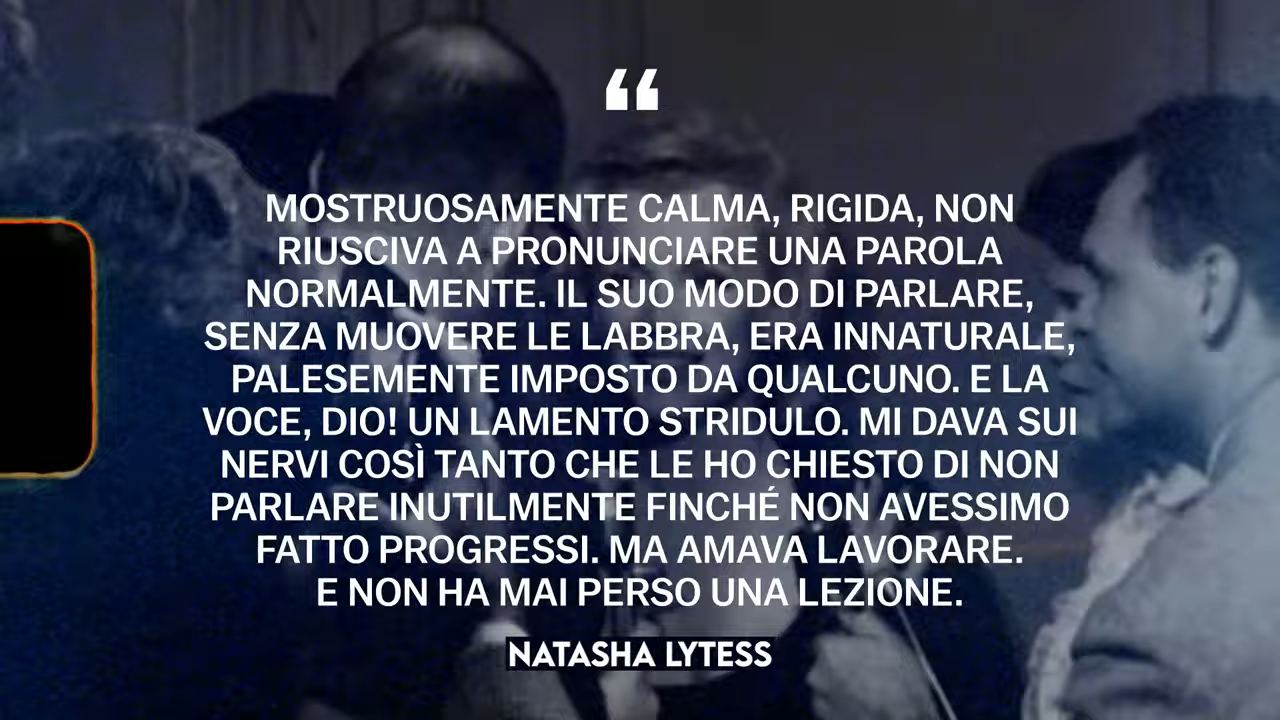 “
MOSTRUOSAMENTE CALMA, RIGIDA, NON
RIUSCIVA A PRONUNCIARE UNA PAROLA
NORMALMENTE. IL SUO MODO DI PARLARE,
SENZA MUOVERE LE LABBRA, ERA INNATURALE,
PALESEMENTE IMPOSTO DA QUALCUNO. E LA
VOCE, DIO! UN LAMENTO STRIDULO. MI DAVA SUI
NERVI COSÌ TANTO CHE LE HO CHIESTO DI NON
PARLARE INUTILMENTE FINCHÉ NON AVESSIMO
FATTO PROGRESSI. MA AMAVA LAVORARE.
E NON HA MAI PERSO UNA LEZIONE.
NATASHA LYTESS